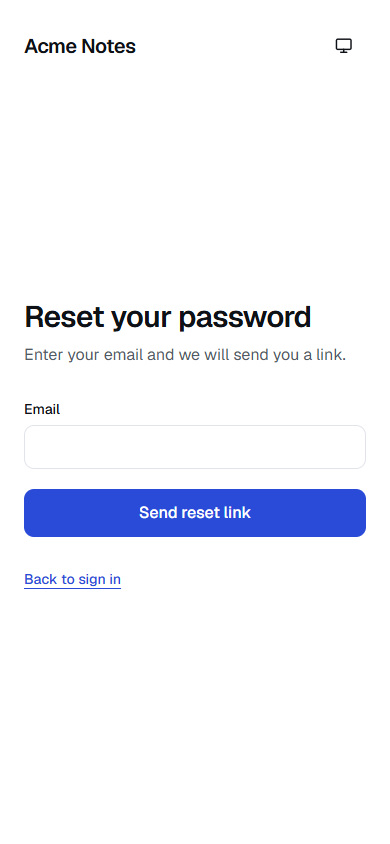 Acme Notes
Reset your password
Enter your email and we will send you a link.
Email
Send reset link
Back to sign in